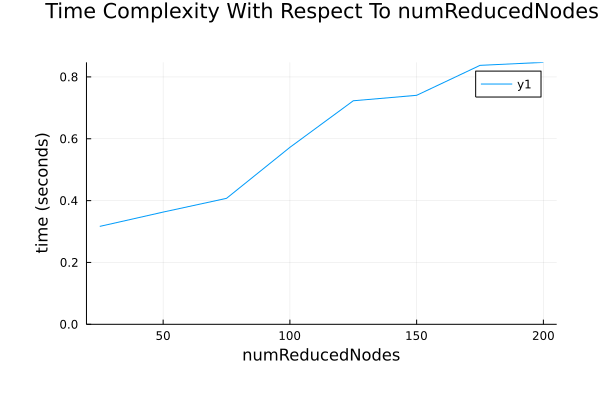 Time Complexity With Respect To numReducedNodes
0.8
0.6
0.4
0.2
0.0
time (seconds)
y1
50
100
150
200
numReducedNodes